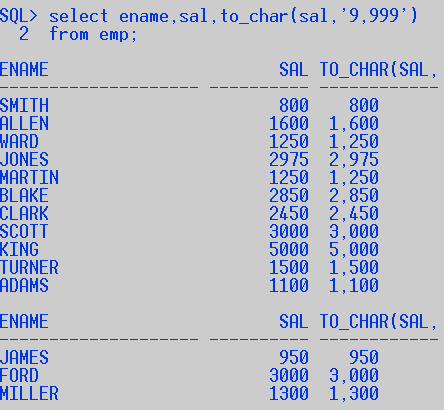 SQL> select ename,sal,to_char(sal,'9,999')
2 from emp;
ENAME SAL TO_CHAR(SAL,
-------------------- ---------- ------------
SMITH 800 800
ALLEN 1600 1,600
WARD 1250 1,250
JONES 2975 2,975
MARTIN 1250 1,250
BLAKE 2850 2,850
CLARK 2450 2,450
SCOTT 3000 3,000
KING 5000 5,000
TURNER 1500 1,500
ADAMS 1100 1,100
ENAME SAL TO_CHAR(SAL,
-------------------- ---------- ------------
JAMES 950 950
FORD 3000 3,000
MILLER 1300 1,300